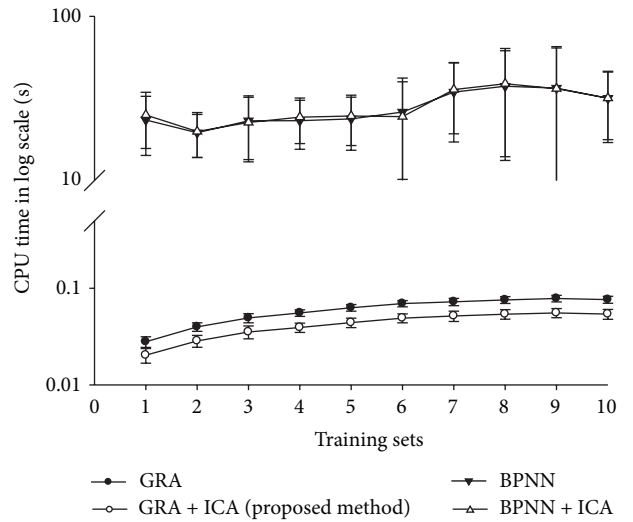 100
10
0.1
0.01
CPU time in log scale (s)
0 1 2 3 4 5 6 7 8 9 10
Training sets
GRA
GRA + ICA (proposed method)
BPNN
BPNN + ICA